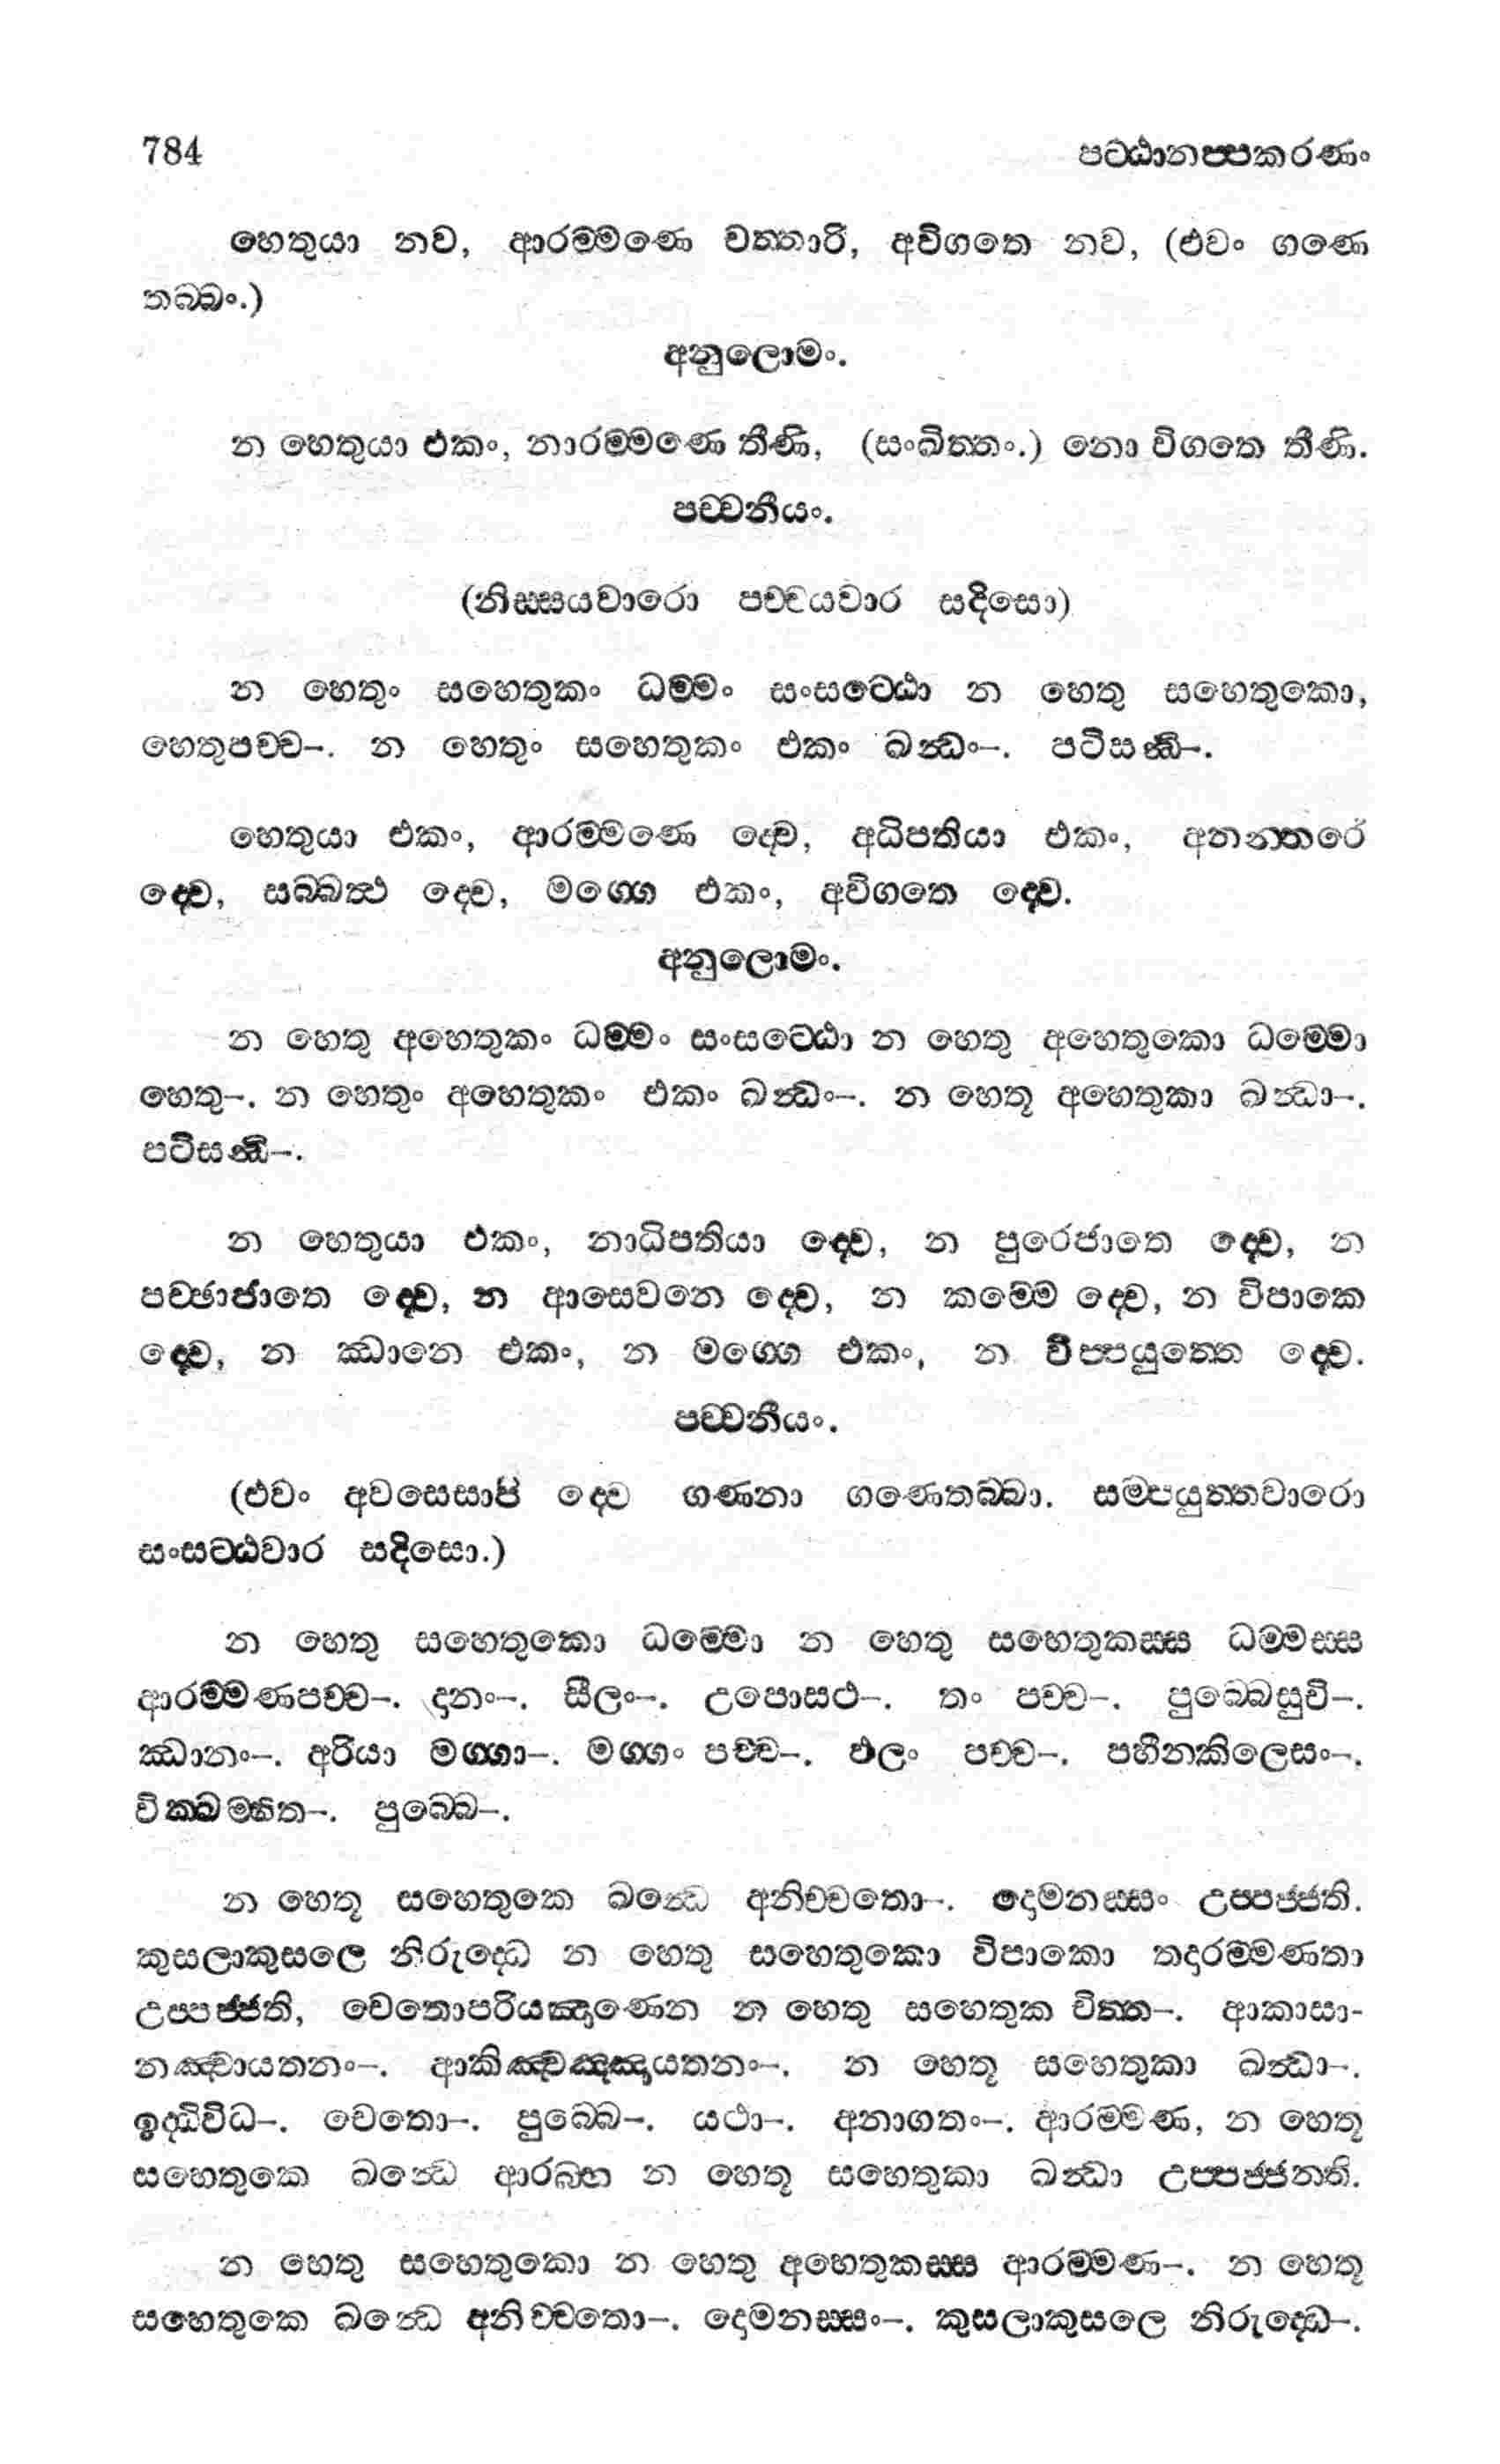 784 පට්ඨානප්පකරණං
හෙතුයා නව, ආරම්මණෙ චත්තාරි, අවිගතෙ නව, (එවං ගණෙ
තබ්බං.)
අනුලොමං.
න හෙතුයා එකං, නාරම්මණෙ තීණි, (සංඛිත්තං.) නො විගතෙ තීණි.
පච්චනීයං.
(නිස්සයවාරො පච්චයවාර සදිසො)
න හෙතුං සහෙතුකං ධම්මං සංසට්ඨො න හෙතු සහෙතුකො,
හෙතුපච්ච–. න හෙතුං සහෙතුකං එකං ඛන්ධං–. පටිසන්ධි–.
හෙතුයා එකං, ආරම්මණෙ ද්වෙ, අධිපතියා එකං, අනන්තරේ
ද්වෙ, සබ්බත්ථ ද්වෙ, මග්ගෙ එකං, අවිගතෙ ද්වෙ.
අනුලොමං.
න හෙතු අහෙතුකං ධම්මං සංසට්ඨො න හෙතු අහෙතුකො ධම්මො
හෙතු–. න හෙතුං අහෙතුකං එකං ඛන්ධං–. න හෙතූ අහෙතුකා ඛන්ධා–.
පටිසන්ධි–.
න හෙතුයා එකං, නාධිපතියා ද්වෙ, න පුරෙජාතෙ ද්වෙ, න
පච්ඡාජාතෙ ද්වෙ, න ආසෙවනෙ ද්වෙ, න කම්මෙ ද්වෙ, න විපාකෙ
ද්වෙ, න ඣානෙ එකං, න මග්ගෙ එකං, න විප්පයුත්තෙ ද්වෙ.
පච්චනීයං.
(එවං අවසෙසාපි ද්වෙ ගණනා ගණෙතබ්බා. සම්පයුත්තවාරො
සංසට්ඨවාර සදිසො.)
න හෙතු සහෙතුකො ධම්මො න හෙතු සහෙතුකස්ස ධම්මස්ස
ආරම්මණපච්ච–. දානං–. සීලං–. උපොසථ–. තං පච්ච–. පුබ්බෙසුචි–.
ඣානං–. අරියා මග්ගා–. මග්ගං පච්ච–. ඵලං පච්ච–. පහීනකිලෙසං–.
වික්ඛම්භිත–. පුබ්බෙ–.
න හෙතූ සහෙතුකෙ ඛන්ධෙ අනිච්චතො–. දොමනස්සං උප්පජ්ජති.
කුසලාකුසලෙ නිරුද්ධෙ න හෙතු සහෙතුකො විපාකො තදාරම්මණතා
උප්පජ්ජති, චෙතොපරියඤාණෙන න හෙතු සහෙතුක චිත්ත–. ආකාසා-
නඤ්චායතනං–. ආකිඤ්චඤ්ඤායතනං–. න හෙතූ සහෙතුකා ඛන්ධා–.
ඉද්ධිවිධ–. චෙතො–. පුබ්බෙ–. යථා–. අනාගතං–. ආරම්මණ, න හෙතූ
සහෙතුකෙ ඛන්ධෙ ආරබ්භ න හෙතූ සහෙතුකා ඛන්ධා උප්පජ්ජන්ති.
න හෙතු සහෙතුකො න හෙතු අහෙතුකස්ස ආරම්මණ–. න හෙතූ
සහෙතුකෙ ඛන්ධෙ අනිච්චතො–. දොමනස්සං–. කුසලාකුසලෙ නිරුද්ධෙ–.